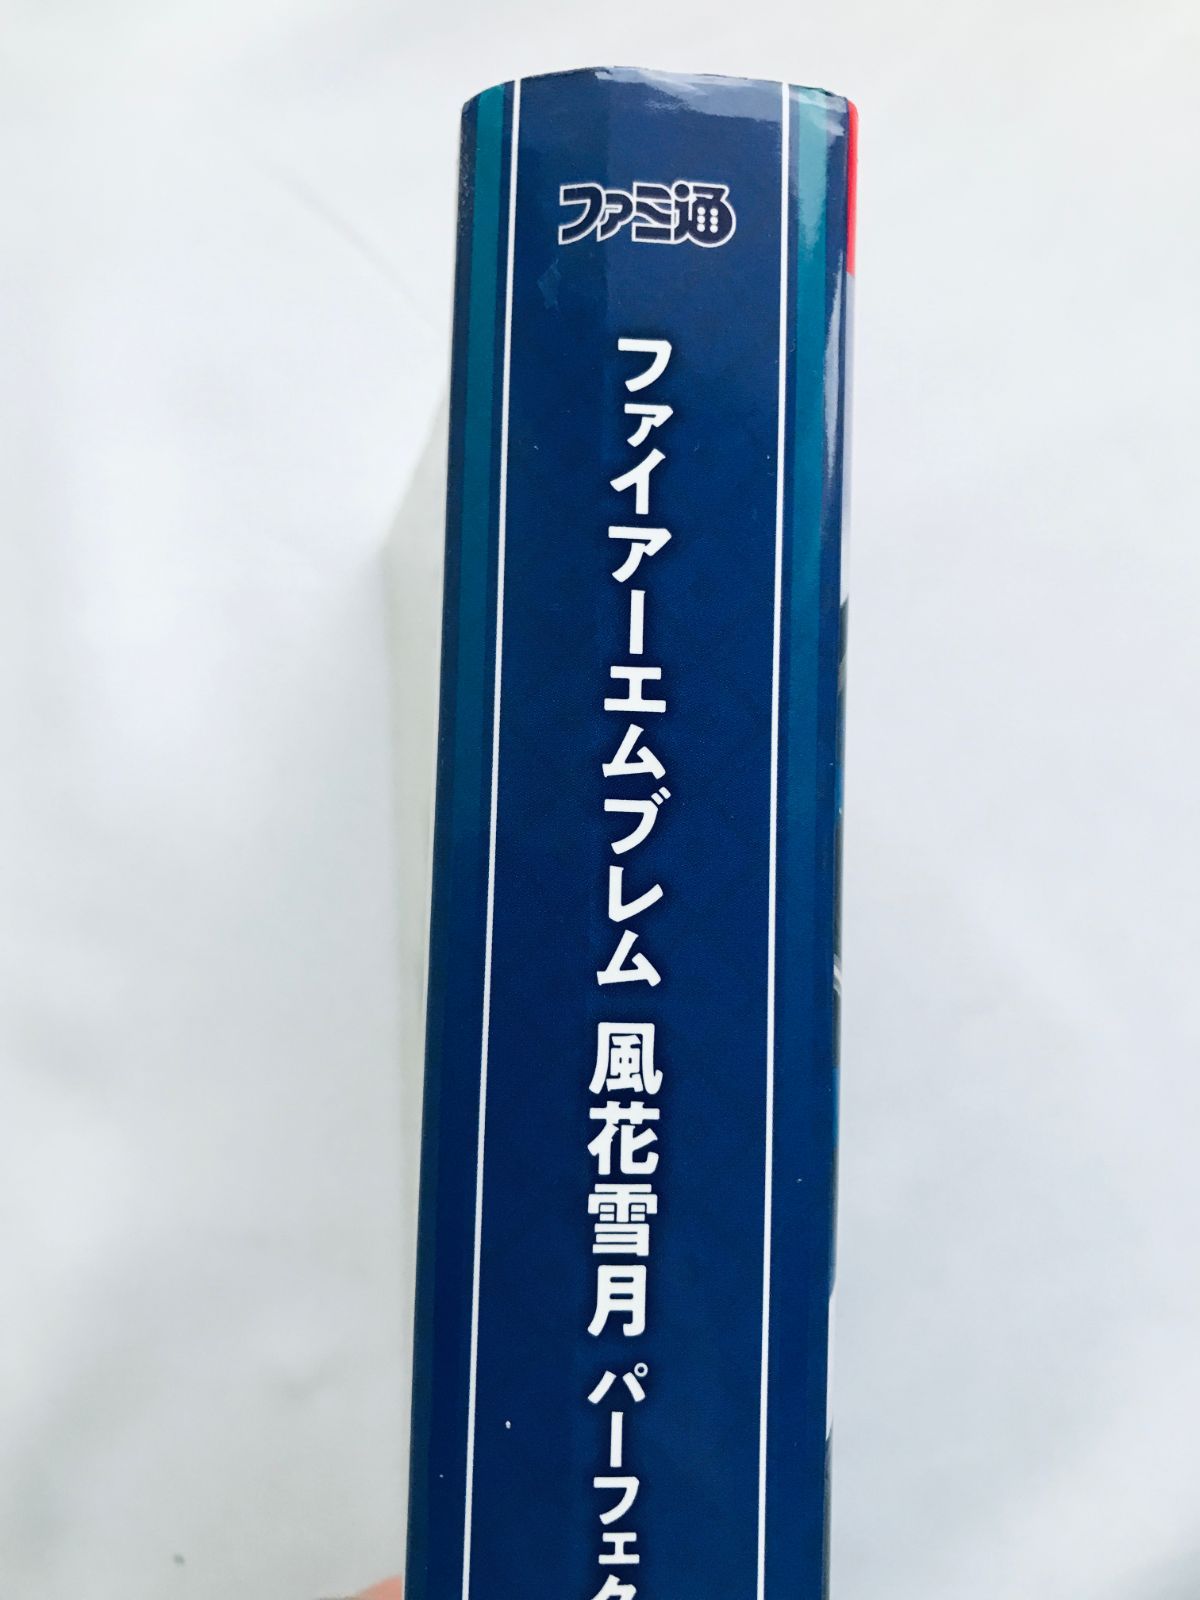 ファミ通
ファイアーエムブレム 風花雪月 パーフェク